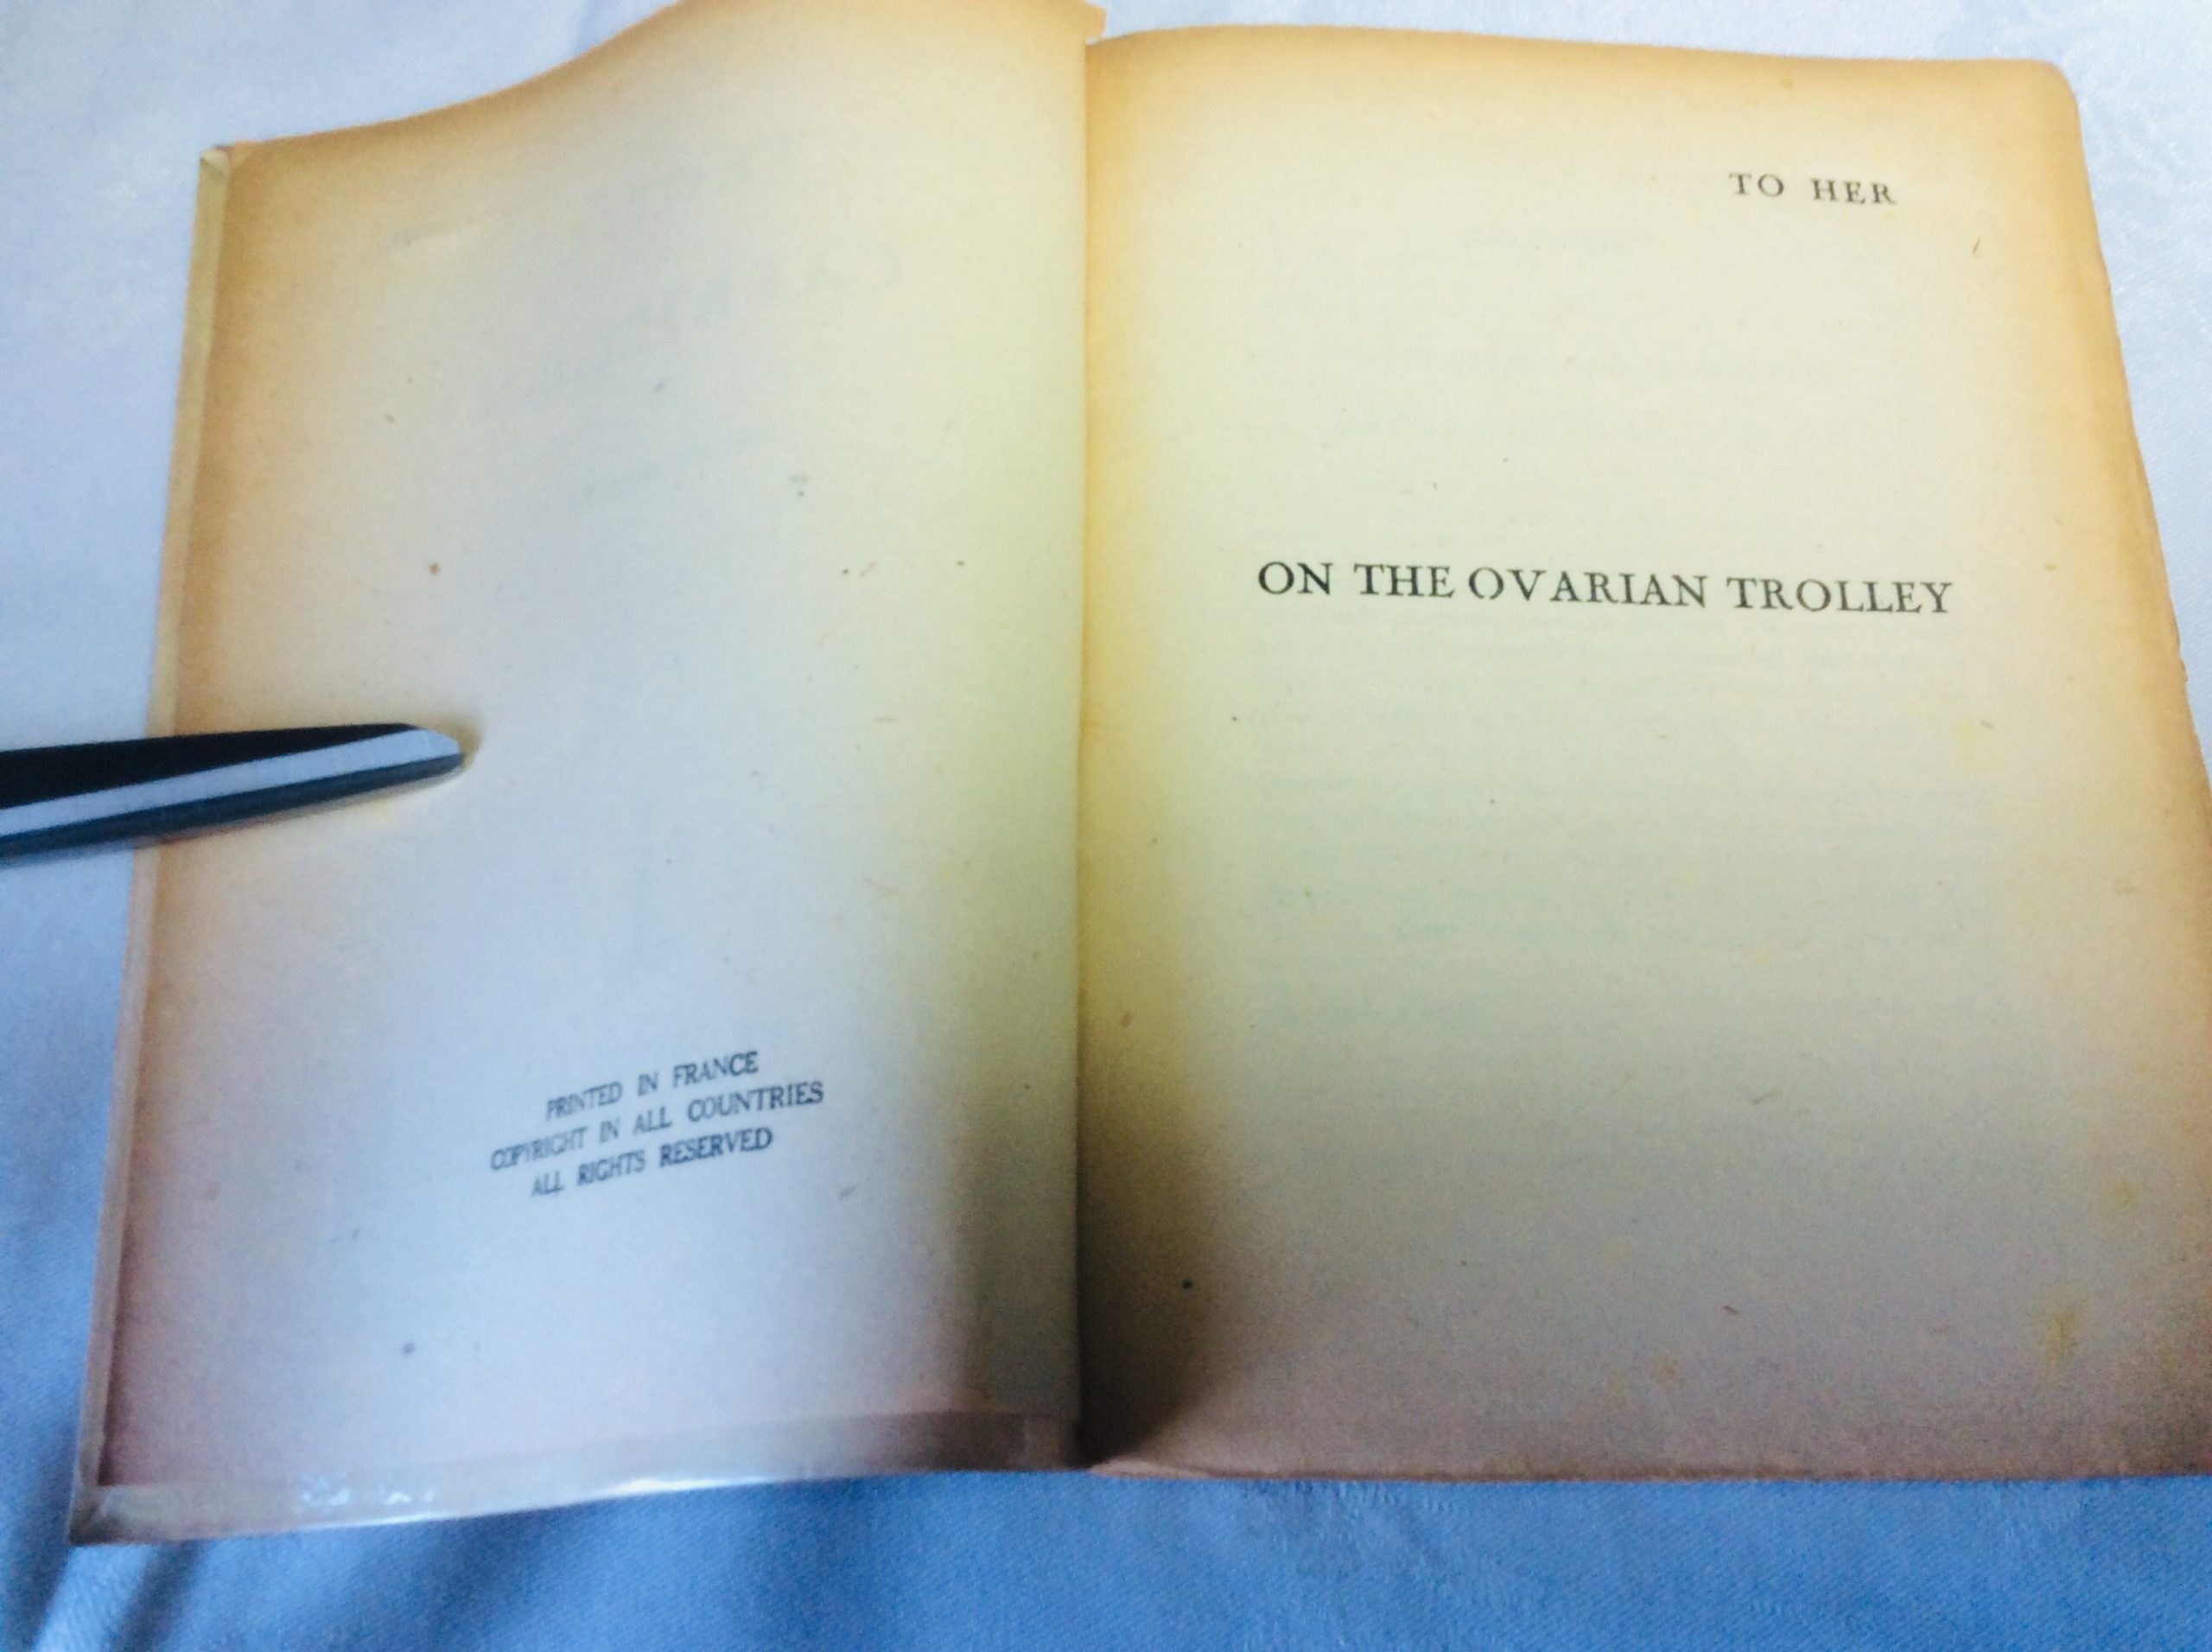 PRINTED IN FRANCE
COPYRIGHT IN ALL COUNTRIES
ALL RIGHTS RESERVED
TO HER
ON THE OVARIAN TROLLEY